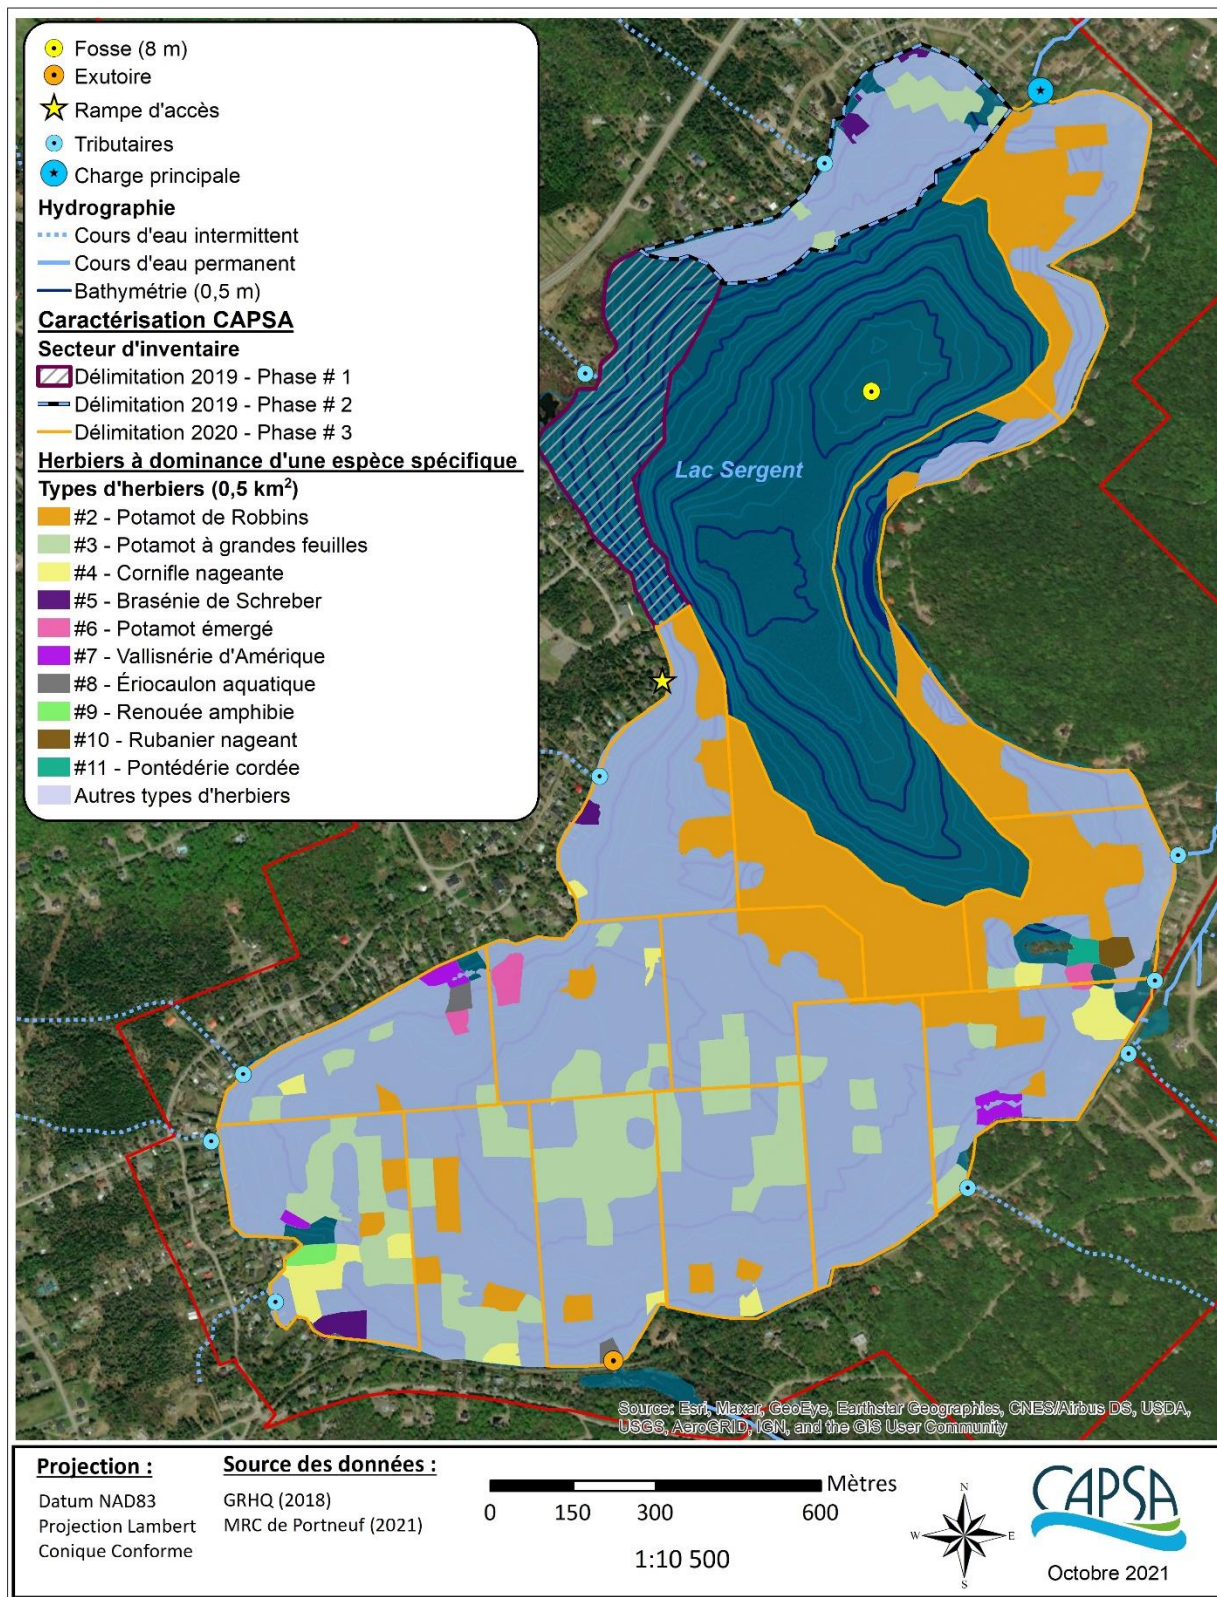 Fosse (8 m)
Exutoire
Rampe d'accès
Tributaires
Charge principale
Hydrographie
Cours d'eau intermittent
Cours d'eau permanent
Bathymétrie (0,5 m)
Caractérisation CAPSA
Secteur d'inventaire
Délimitation 2019 - Phase # 1
Délimitation 2019 - Phase # 2
Délimitation 2020 - Phase # 3
Herbiers à dominance d'une espèce spécifique
Types d'herbiers (0,5 km²)
#2 - Potamot de Robbins
#3 - Potamot à grandes feuilles
#4 - Cornifle nageante
#5 - Brasénie de Schreber
#6 - Potamot émergé
#7 - Vallisnérie d'Amérique
#8 - Ériocaulon aquatique
#9 - Renouée amphibie
#10 - Rubanier nageant
#11 - Pontédérie cordée
Autres types d'herbiers
Lac Sergent
Source: Esri, Maxar, GeoEye, Earthstar Geographics, CNES/Airbus DS, USDA,
USGS, AeroGRID, IGN, and the GIS User Community
Projection :
Datum NAD83
Projection Lambert
Conique Conforme
Source des données :
GRHQ (2018)
MRC de Portneuf (2021)
Mètres
0 150 300 600
1:10 500
N
W E
S
CAPSA
Octobre 2021